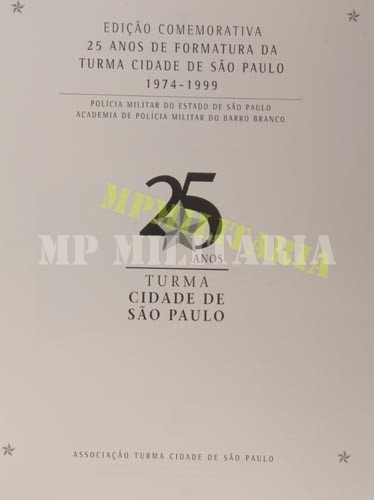 EDIÇÃO COMEMORATIVA
25 ANOS DE FORMATURA DA
TURMA CIDADE DE SÃO PAULO
1974-1999
POLÍCIA MILITAR DO ESTADO DE SÃO PAULO
ACADEMIA DE POLÍCIA MILITAR DO BARRO BRANCO
25
MPMILITARIA
MP MILITARIA
ANOS
TURMA
CIDADE DE
SÃO PAULO
ASSOCIAÇÃO TURMA CIDADE DE SÃO PAULO